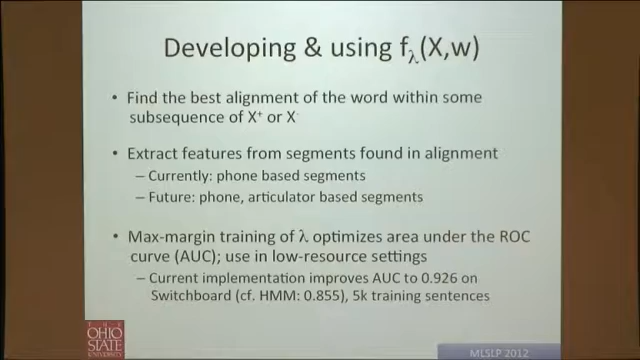 Developing & using fλ(X,w)
• Find the best alignment of the word within some
subsequence of X+ or X-
• Extract features from segments found in alignment
– Currently: phone based segments
– Future: phone, articulator based segments
• Max-margin training of λ optimizes area under the ROC
curve (AUC); use in low-resource settings
– Current implementation improves AUC to 0.926 on
Switchboard (cf. HMM: 0.855), 5k training sentences
THE
OHIO
STATE
UNIVERSITY
MLSLP 2012